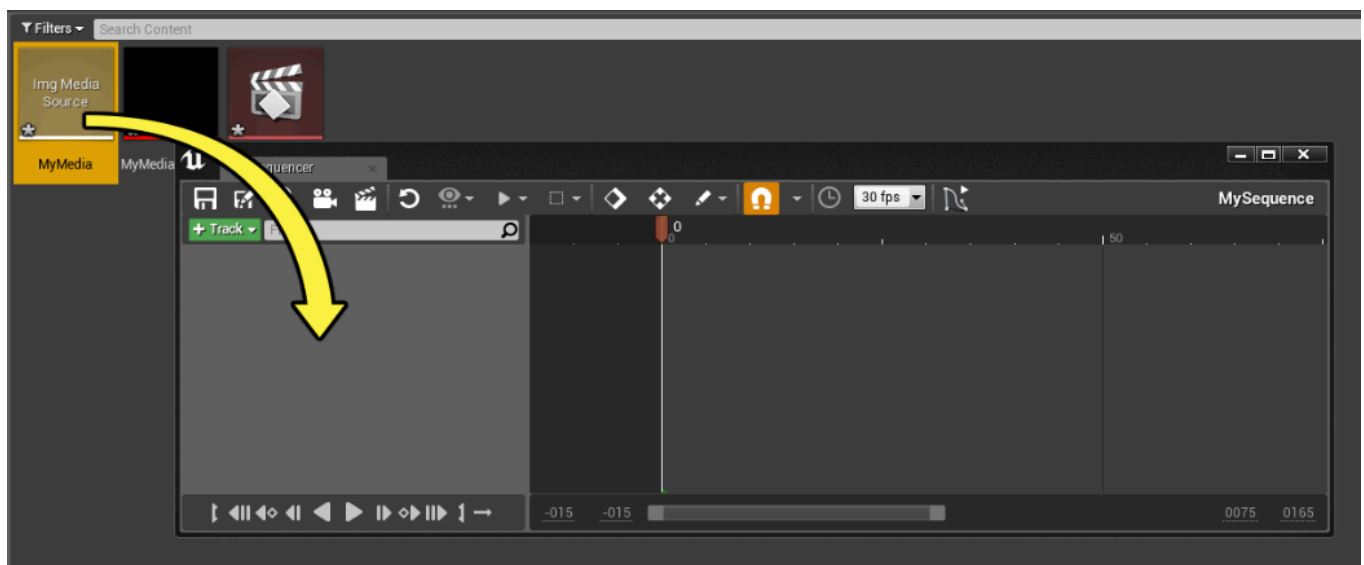 Filters
Search Content
Img Media
Source
MyMedia
MyMedia
quencer
30 fps
MySequence
+ Track
0
0
50
-015
-015
0075
0165